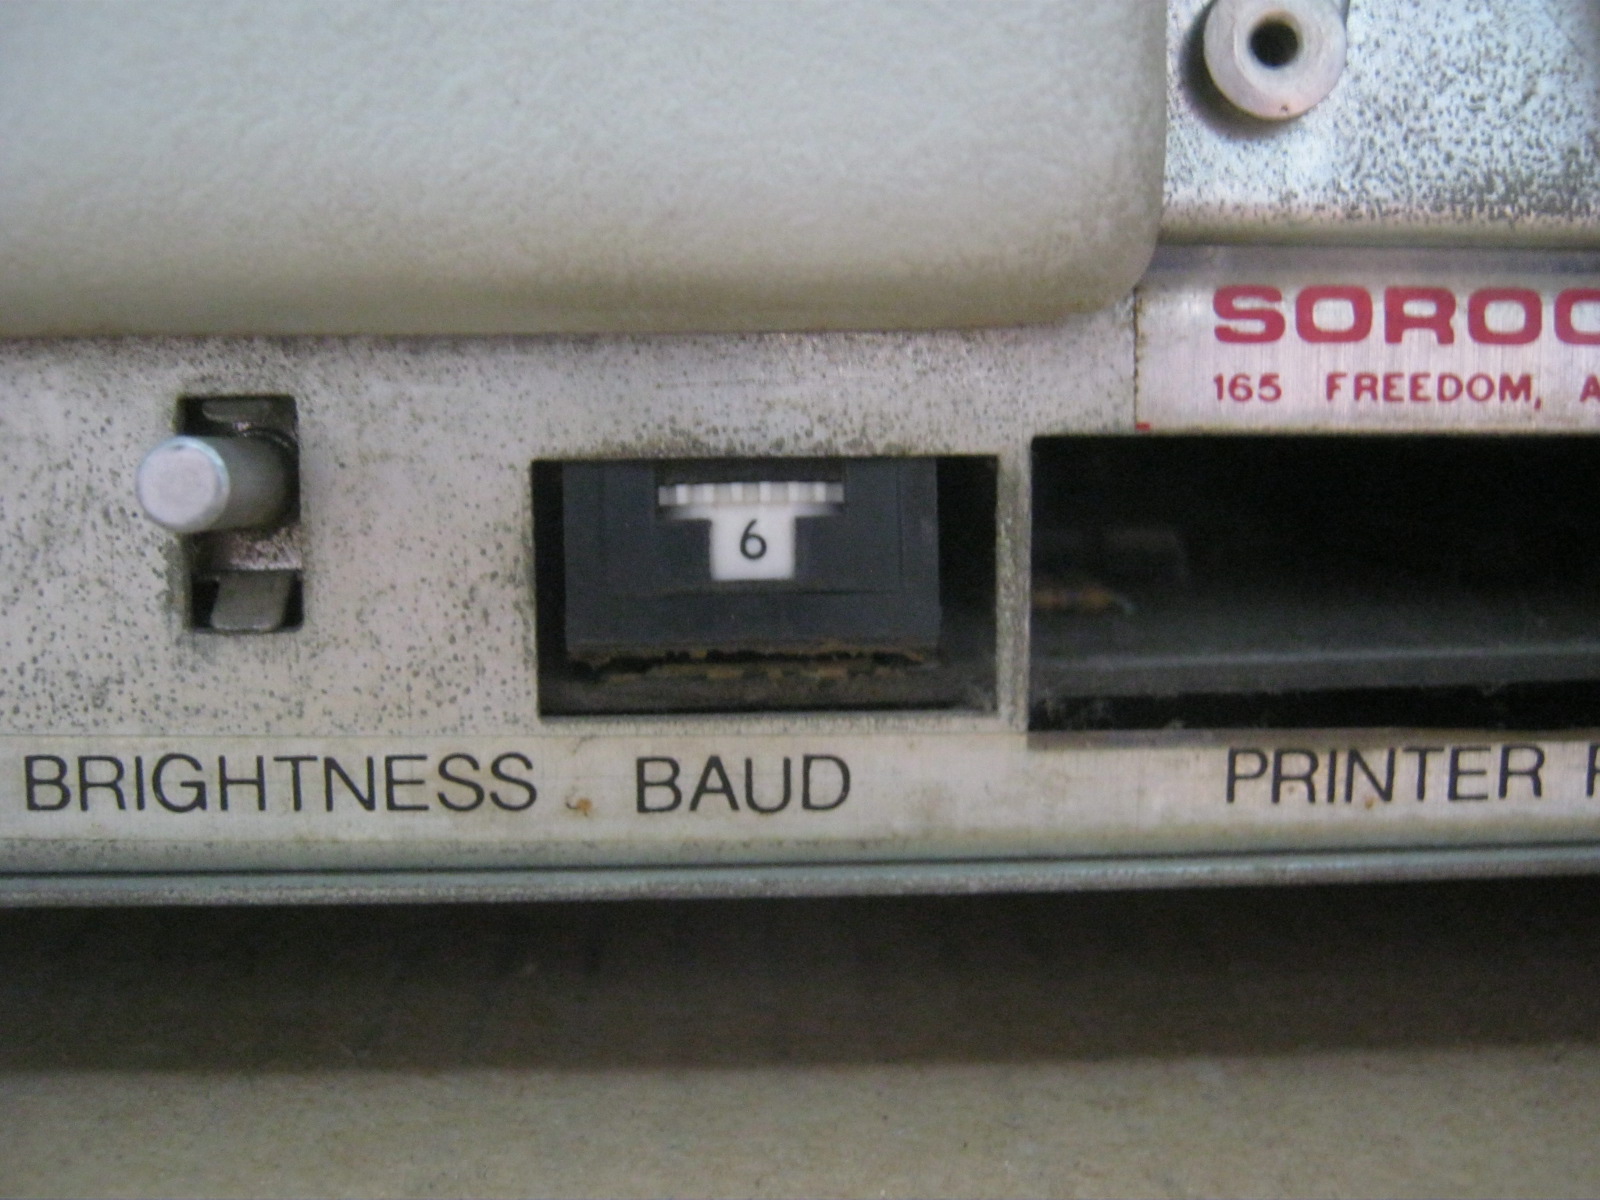 SOROC
165 FREEDOM, A
6
BRIGHTNESS BAUD PRINTER